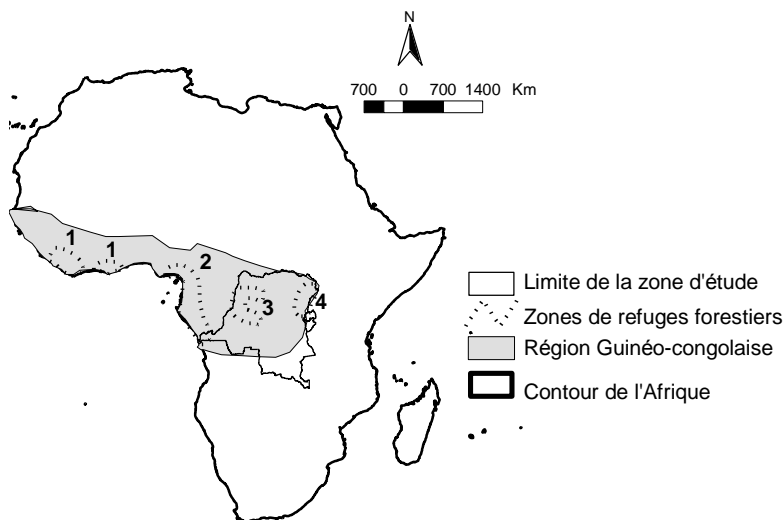 N
700 0 700 1400 Km
1
1
2
3
4
Limite de la zone d'étude
Zones de refuges forestiers
Région Guinéo-congolaise
Contour de l'Afrique